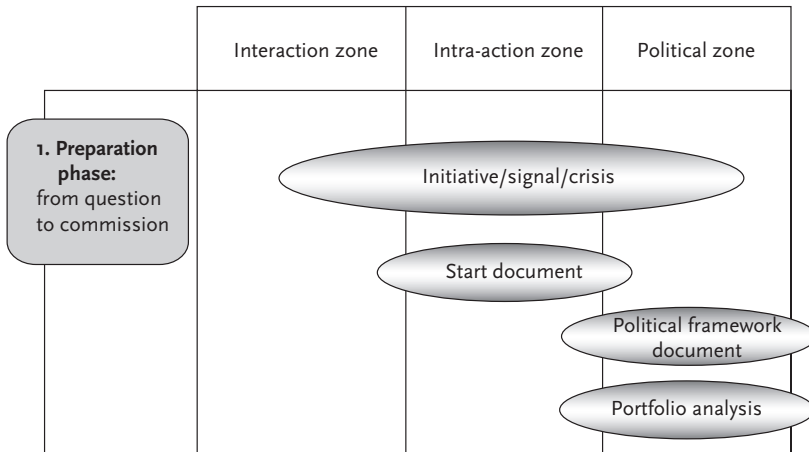 Interaction zone
Intra-action zone
Political zone
1. Preparation
phase:
from question
to commission
Initiative/signal/crisis
Start document
Political framework
document
Portfolio analysis